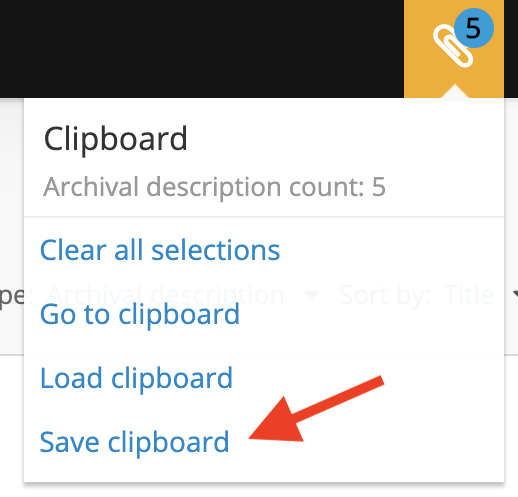 5
Clipboard
Archival description count: 5
Clear all selections
pe: Archival description Sort by: Title
Go to clipboard
Load clipboard
Save clipboard